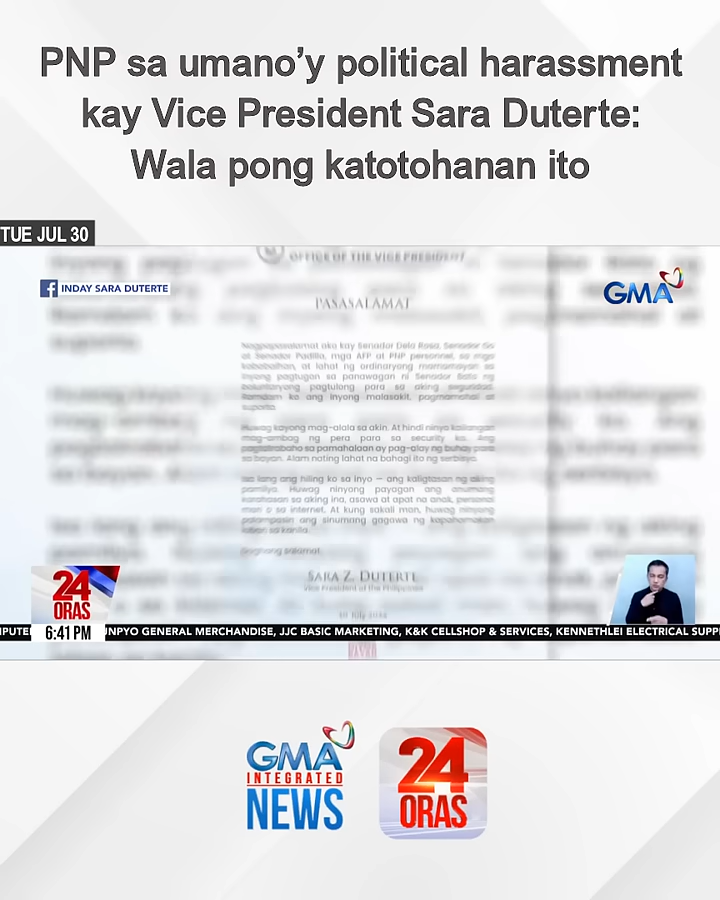 PNP sa umano’y political harassment
kay Vice President Sara Duterte:
Wala pong katotohanan ito
TUE JUL 30
OFFICE OF THE VICE PRESIDENT
INDAY SARA DUTERTE
GMA
PASASALAMAT
Nagpapasalamat ako kay Senador Dela Rosa, Senador Go
at Senador Padilla, mga AFP at PNP personnel, sa mga
kababalhan, at lahat ng ordinaryong mamamayan sa
inyong pagtugon sa panawagan ni Senador Bato ng
boluntaryong pagtulong para sa aking seguridad.
Ramdam ko ang inyong malasakit, pagmamahal at
suporta.
Huwag kayong mag-alala sa akin. At hindi ninyo kailangan
mag-ambag ng pera para sa security ko. Ang
pagtatrabaho sa pamahalaan ay pag-alay ng buhay para
sa bayan. Alam nating lahat na bahagi ito ng serbisyo.
Isa lang ang hiling ko sa inyo — ang kaligtasan ng aking
pamilya. Huwag ninyong payagan ang anumang
karahasan sa aking ina, asawa at apat na anak, personal
man o sa internet. At kung sakali man, huwag ninyong
palampasin ang sinumang gagawa ng kapahamakan
laban sa kanila.
Daghang salamat.
SARA Z. DUTERTE
Vice President of the Philippines
24
ORAS
6:41 PM
UNPYO GENERAL MERCHANDISE, JJC BASIC MARKETING, K&K CELLSHOP & SERVICES, KENNETHLEI ELECTRICAL SUPP
GMA
INTEGRATED
NEWS
24
ORAS